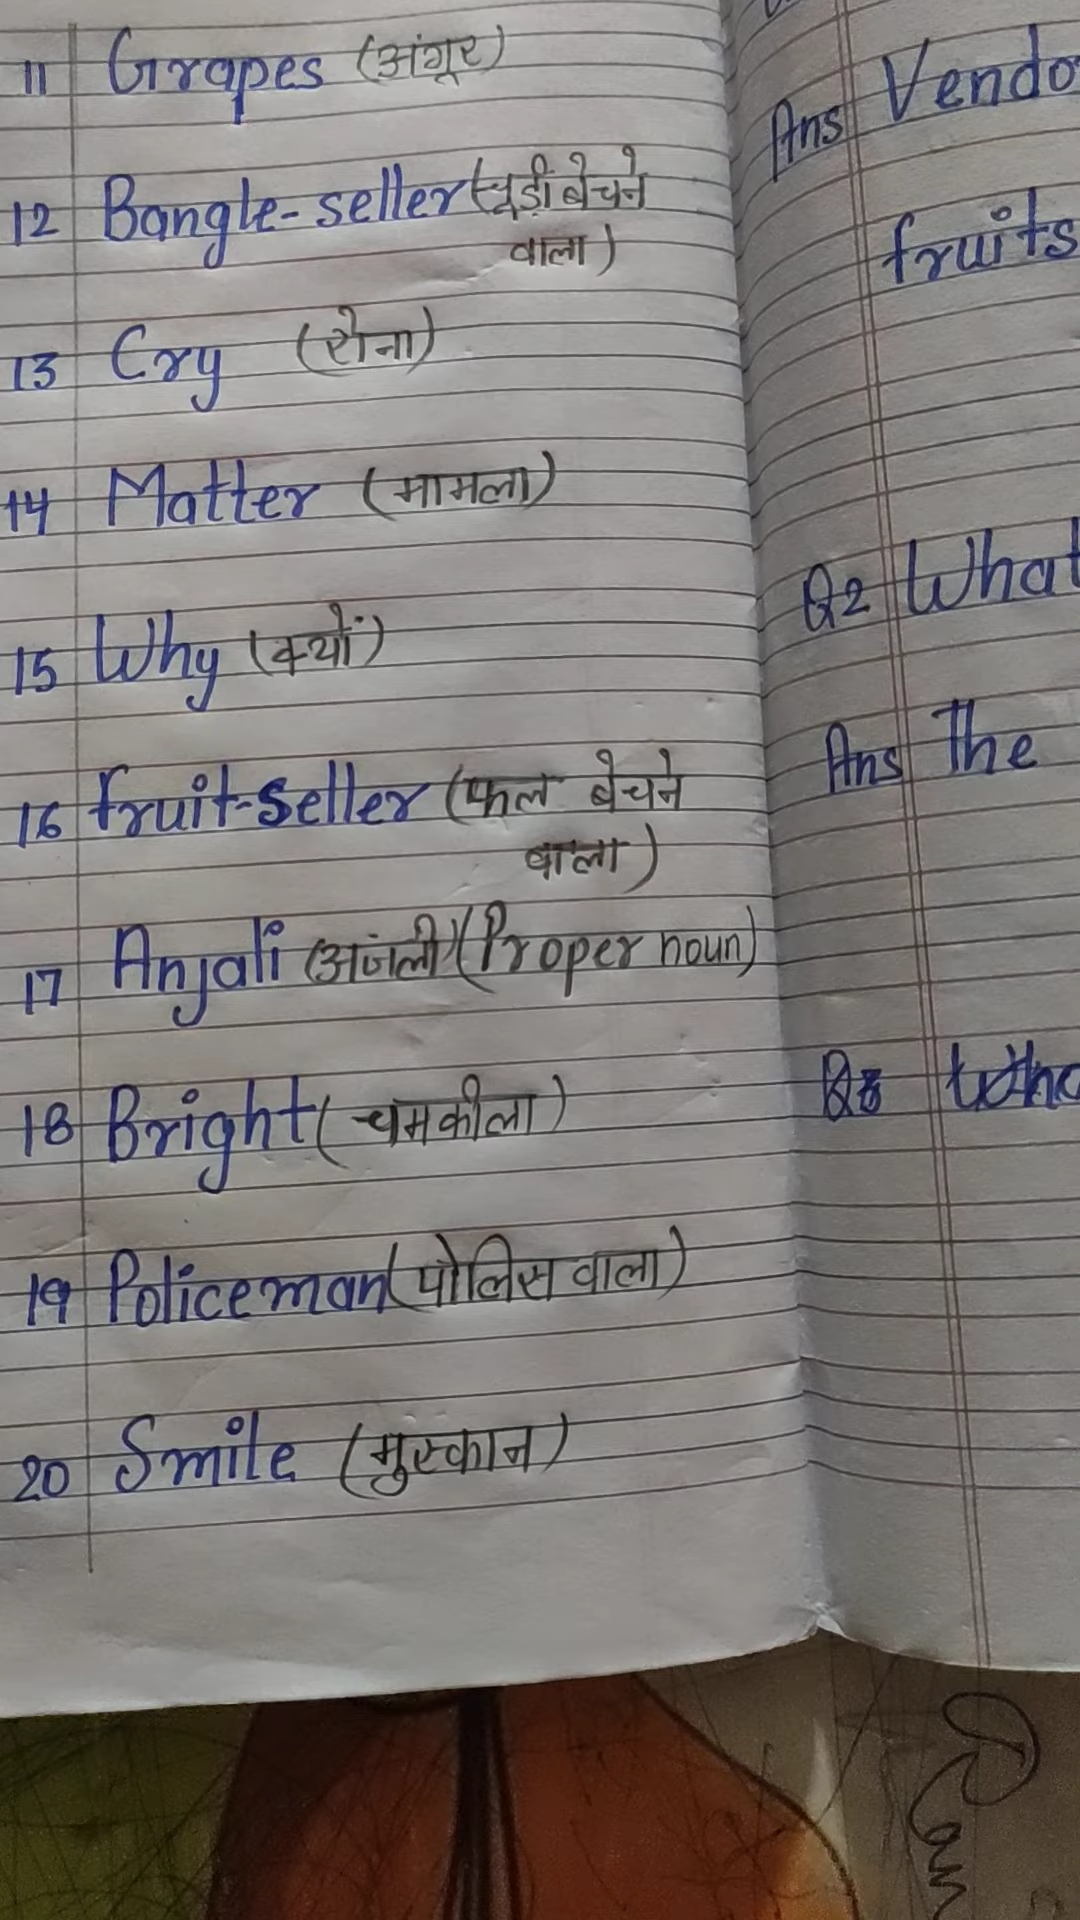 11 Grapes (अंगूर)
12 Bangle-seller (चूड़ी बेचने
वाला)
13 Cry (रोना)
14 Matter (मामला)
15 Why (क्यों)
16 fruit-seller (फल बेचने
वाला)
17 Anjali (अंजली) (Proper noun)
18 Bright (चमकीला)
19 Policeman (पोलिस वाला)
20 Smile (मुस्कान)
Ans Vendo
fruits
Q2 What
Ans The